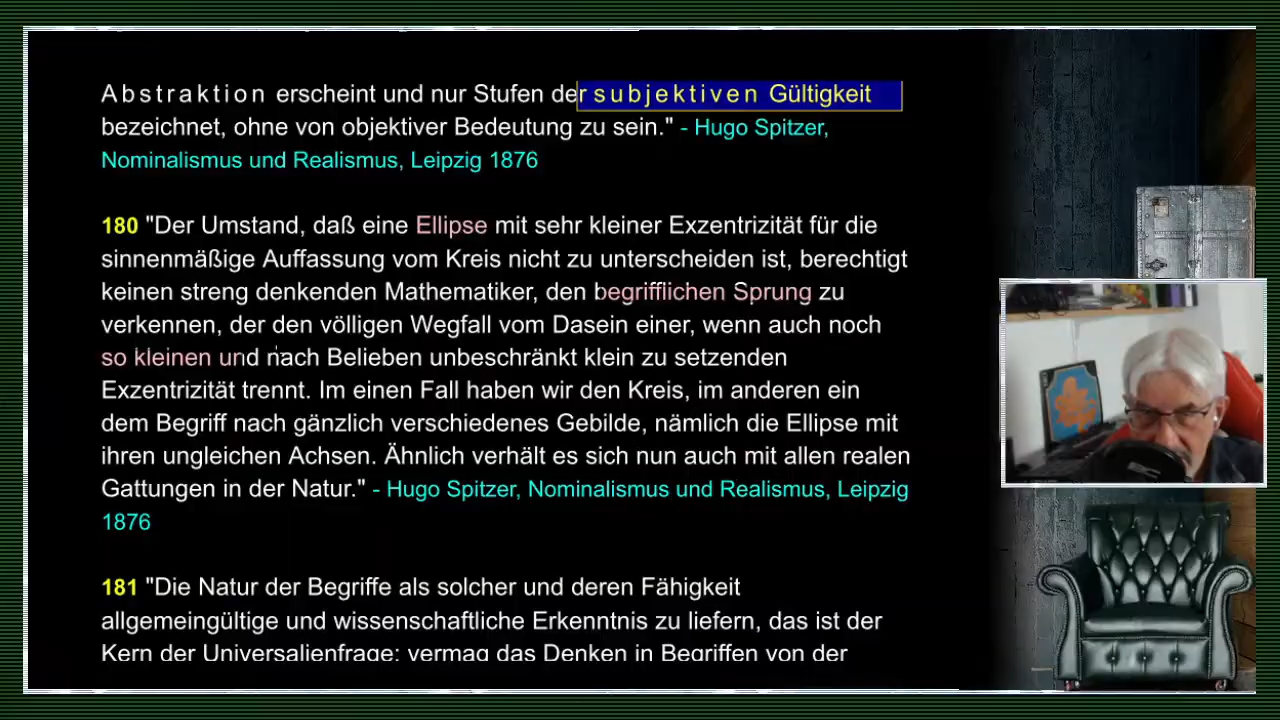 Abstraktion erscheint und nur Stufen der subjektiven Gültigkeit
bezeichnet, ohne von objektiver Bedeutung zu sein." - Hugo Spitzer,
Nominalismus und Realismus, Leipzig 1876
180 "Der Umstand, daß eine Ellipse mit sehr kleiner Exzentrizität für die
sinnenmäßige Auffassung vom Kreis nicht zu unterscheiden ist, berechtigt
keinen streng denkenden Mathematiker, den begrifflichen Sprung zu
verkennen, der den völligen Wegfall vom Dasein einer, wenn auch noch
so kleinen und nach Belieben unbeschränkt klein zu setzenden
Exzentrizität trennt. Im einen Fall haben wir den Kreis, im anderen ein
dem Begriff nach gänzlich verschiedenes Gebilde, nämlich die Ellipse mit
ihren ungleichen Achsen. Ähnlich verhält es sich nun auch mit allen realen
Gattungen in der Natur." - Hugo Spitzer, Nominalismus und Realismus, Leipzig
1876
181 "Die Natur der Begriffe als solcher und deren Fähigkeit
allgemeingültige und wissenschaftliche Erkenntnis zu liefern, das ist der
Kern der Universalienfrage: vermag das Denken in Begriffen von der